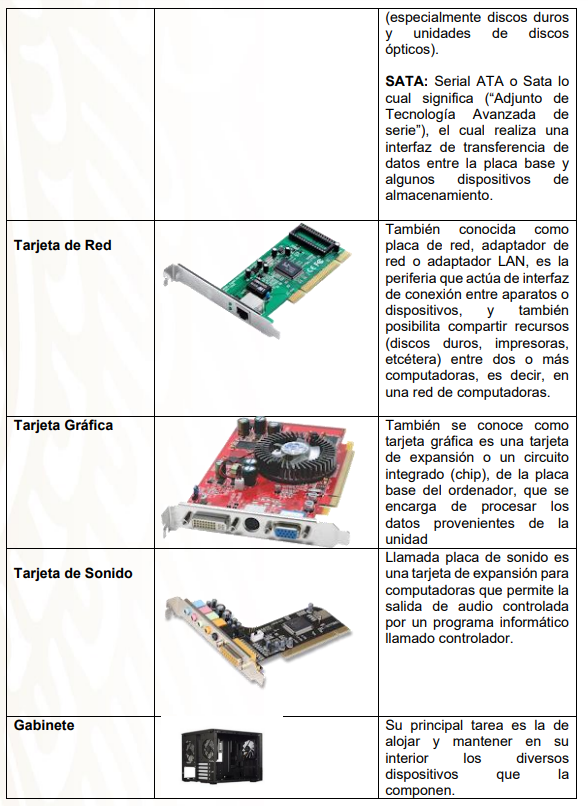 (especialmente discos duros
y unidades de discos
ópticos).
SATA: Serial ATA o Sata lo
cual significa (“Adjunto de
Tecnología Avanzada de
serie”), el cual realiza una
interfaz de transferencia de
datos entre la placa base y
algunos dispositivos de
almacenamiento.
Tarjeta de Red
También conocida como
placa de red, adaptador de
red o adaptador LAN, es la
periferia que actúa de interfaz
de conexión entre aparatos o
dispositivos, y también
posibilita compartir recursos
(discos duros, impresoras,
etcétera) entre dos o más
computadoras, es decir, en
una red de computadoras.
Tarjeta Gráfica
También se conoce como
tarjeta gráfica es una tarjeta
de expansión o un circuito
integrado (chip), de la placa
base del ordenador, que se
encarga de procesar los
datos provenientes de la
unidad
Tarjeta de Sonido
Llamada placa de sonido es
una tarjeta de expansión para
computadoras que permite la
salida de audio controlada
por un programa informático
llamado controlador.
Gabinete
Su principal tarea es la de
alojar y mantener en su
interior los diversos
dispositivos que la
componen.